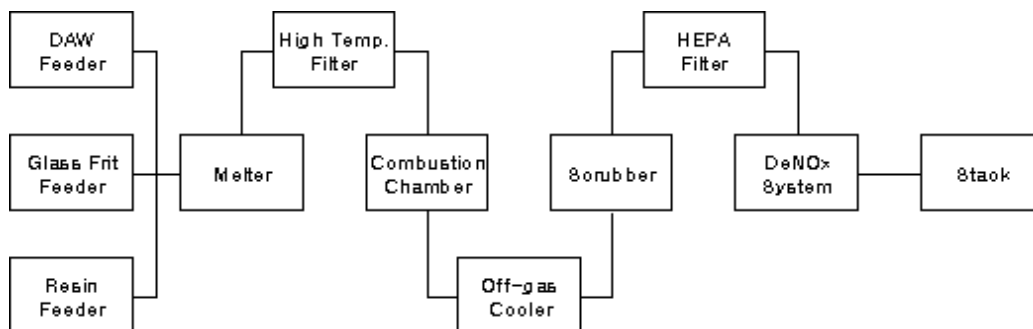 DAW
Feeder
Glass Frit
Feeder
Resin
Feeder
Melter
High Temp.
Filter
Combustion
Chamber
Off-gas
Cooler
Scrubber
HEPA
Filter
DeNOx
System
Stack